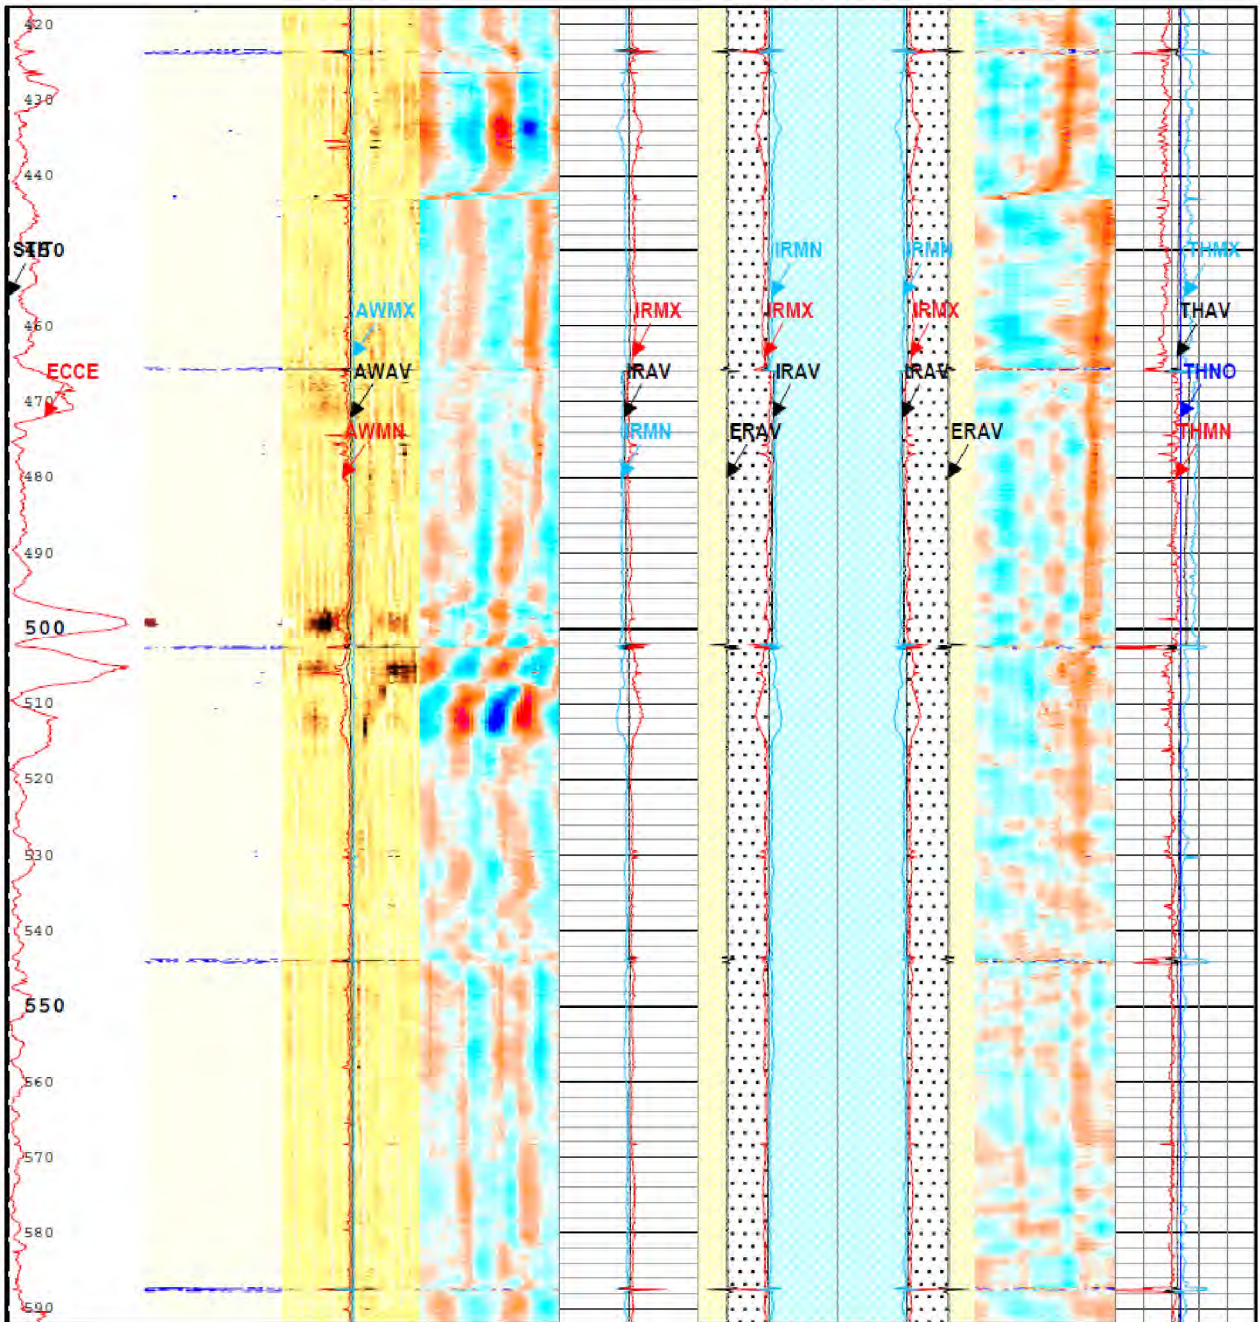 420
430
440
450
STIT
IRMN
IRMN
THMX
460
AWMX
IRMX
IRMX
IRMX
THAV
ECCE
AWAV
IRAV
IRAV
IRAV
THNO
470
AWMN
IRMN
ERAV
ERAV
THMN
480
490
500
510
520
530
540
550
560
570
580
590